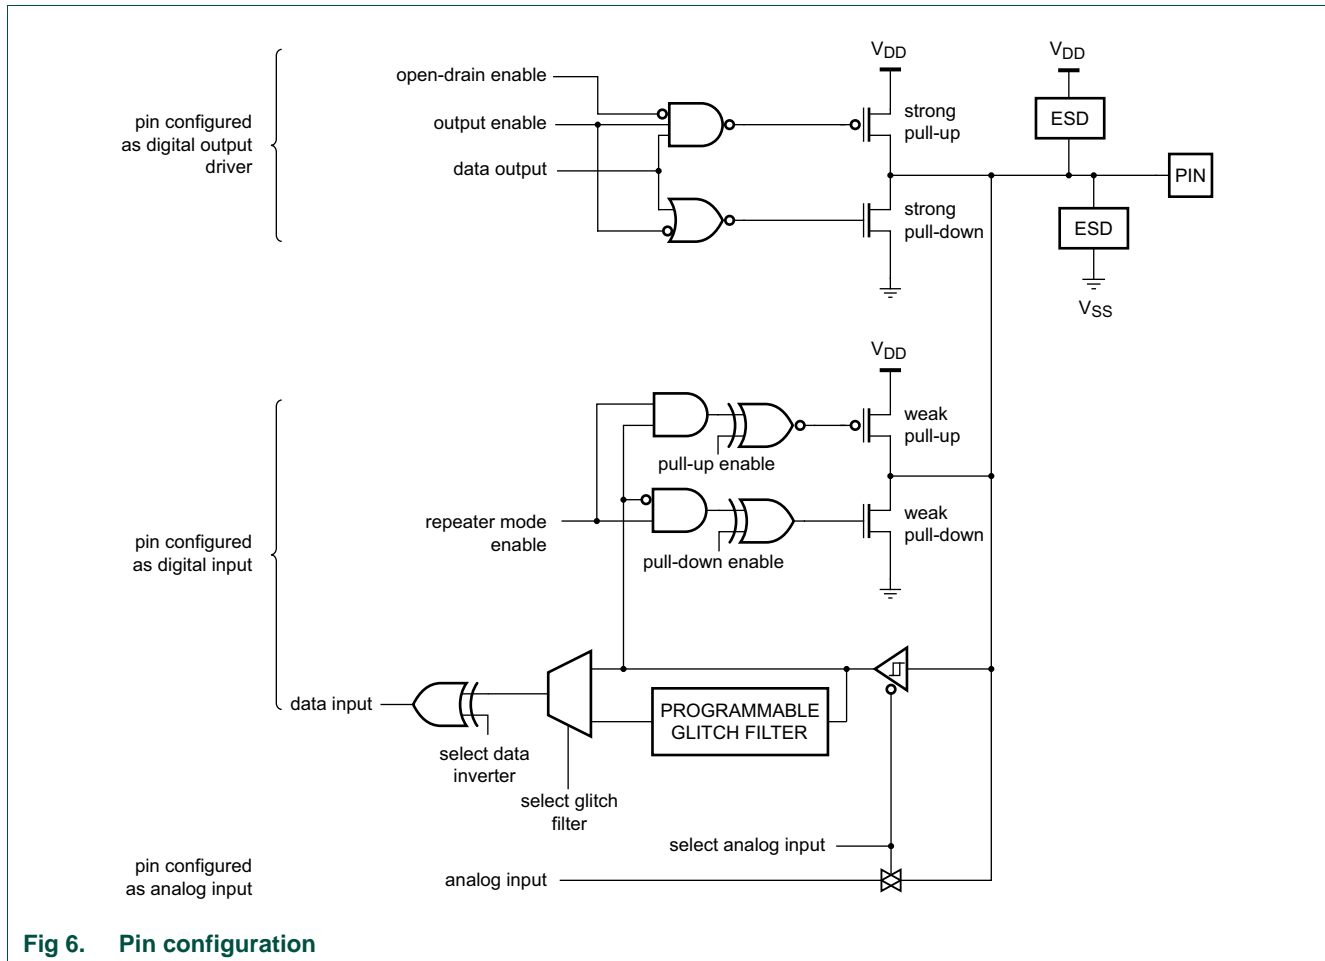 VDD
VDD
open-drain enable
strong
pull-up
ESD
pin configured
as digital output
driver
output enable
data output
PIN
strong
pull-down
ESD
VSS
VDD
weak
pull-up
pull-up enable
repeater mode
enable
weak
pull-down
pull-down enable
pin configured
as digital input
data input
PROGRAMMABLE
GLITCH FILTER
select data
inverter
select glitch
filter
select analog input
pin configured
as analog input
analog input
Fig 6. Pin configuration